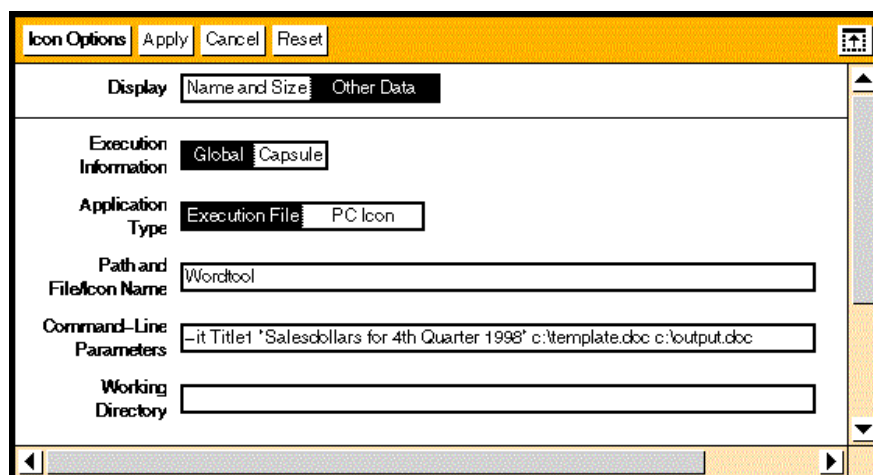 Icon Options Apply Cancel Reset
Display Name and Size Other Data
Execution Information Global Capsule
Application Type Execution File PC Icon
Path and File/Icon Name Wordtool
Command-Line Parameters -it Title1 "Salesdollars for 4th Quarter 1998" c:\template.doc c:\output.doc
Working Directory